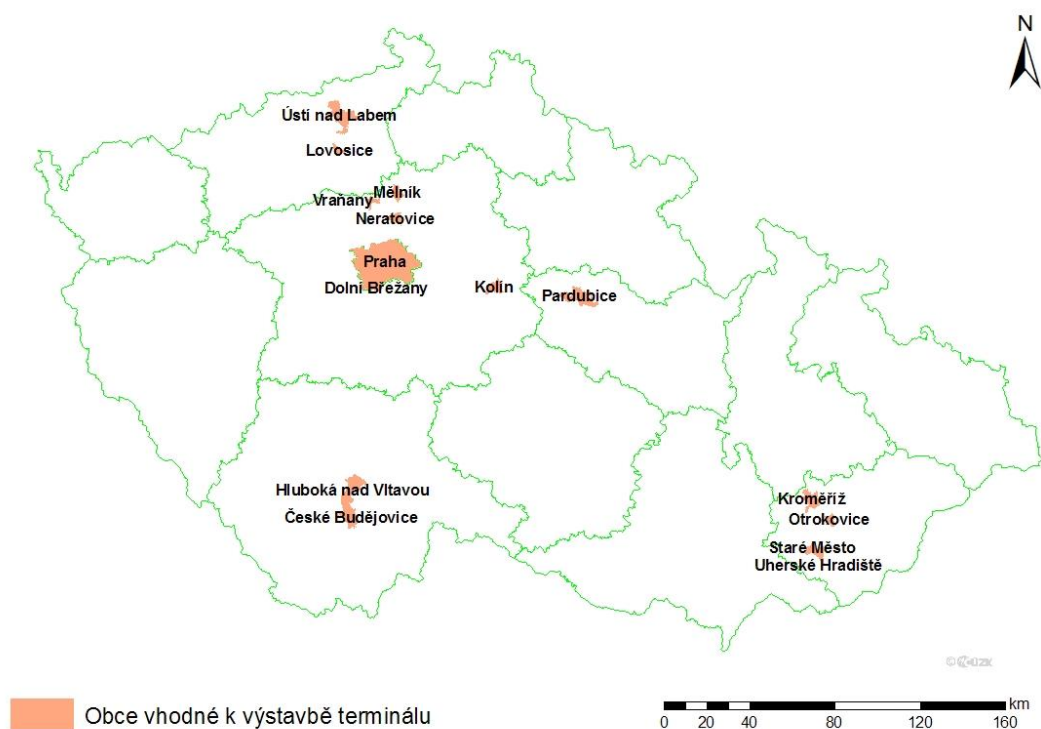 N
Ústí nad Labem
Lovosice
Mělník
Vraňany
Neratovice
Praha
Dolní Břežany
Kolín
Pardubice
Hluboká nad Vltavou
České Budějovice
Kroměříž
Otrokovice
Staré Město
Uherské Hradiště
© ČÚZK
Obce vhodné k výstavbě terminálu
km
0 20 40 80 120 160